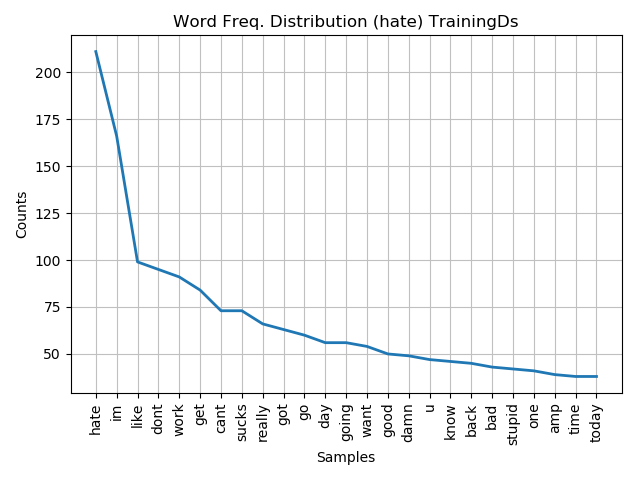 Word Freq. Distribution (hate) TrainingDs
200
175
150
125
100
75
50
Counts
hate
im
like
dont
work
get
cant
sucks
really
got
go
day
going
want
good
damn
u
know
back
bad
stupid
one
amp
time
today
Samples